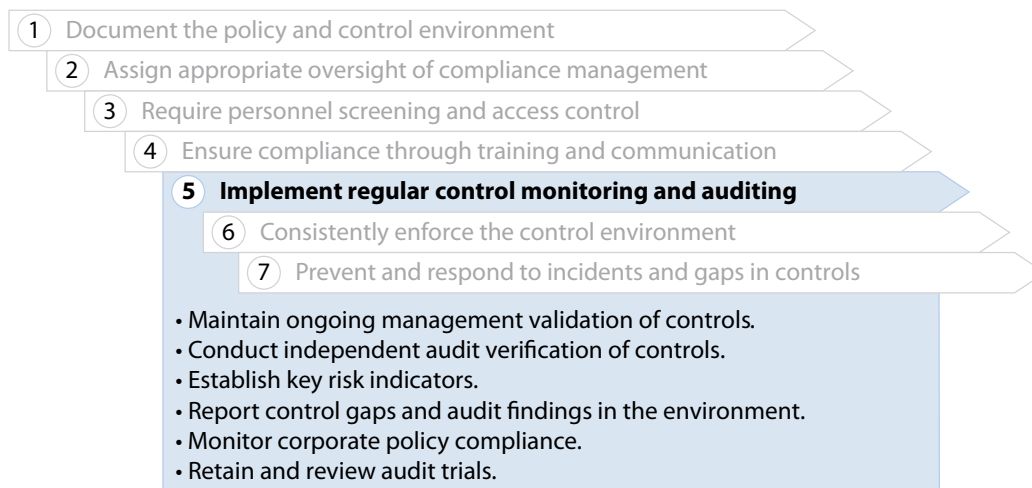 1 Document the policy and control environment
2 Assign appropriate oversight of compliance management
3 Require personnel screening and access control
4 Ensure compliance through training and communication
5 Implement regular control monitoring and auditing
6 Consistently enforce the control environment
7 Prevent and respond to incidents and gaps in controls
• Maintain ongoing management validation of controls.
• Conduct independent audit verification of controls.
• Establish key risk indicators.
• Report control gaps and audit findings in the environment.
• Monitor corporate policy compliance.
• Retain and review audit trials.